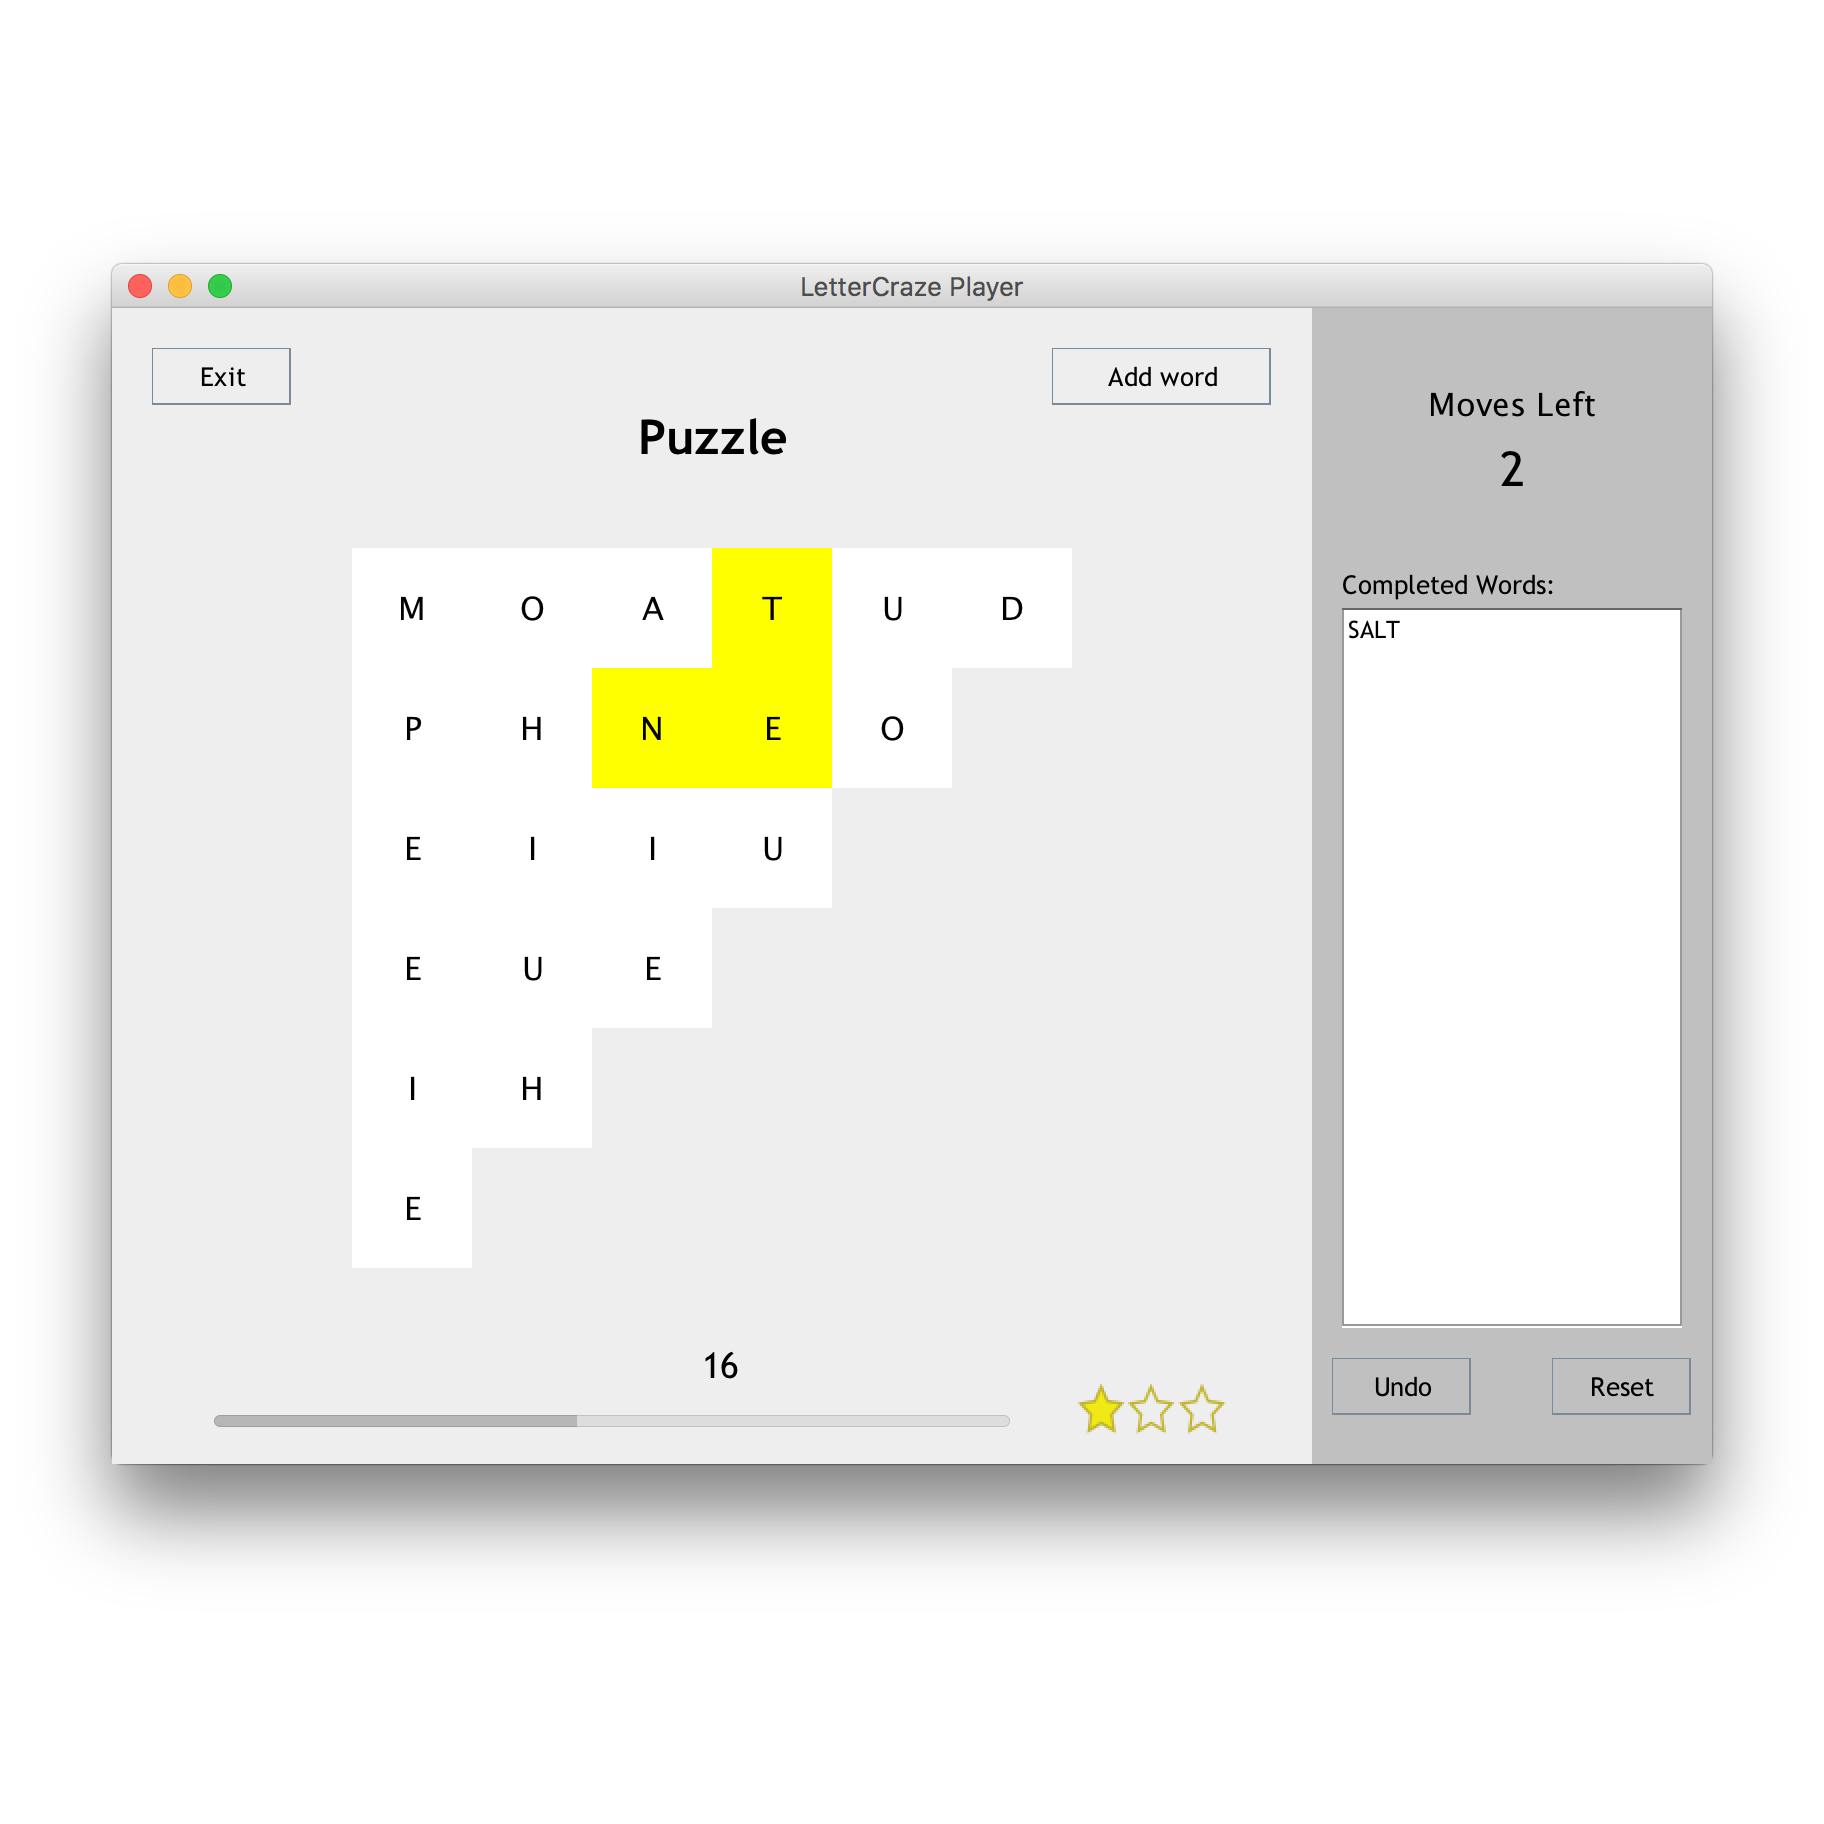 LetterCraze Player
Exit
Add word
Puzzle
M O A T U D
P H N E O
E I I U
E U E
I H
E
16
Moves Left
2
Completed Words:
SALT
Undo
Reset